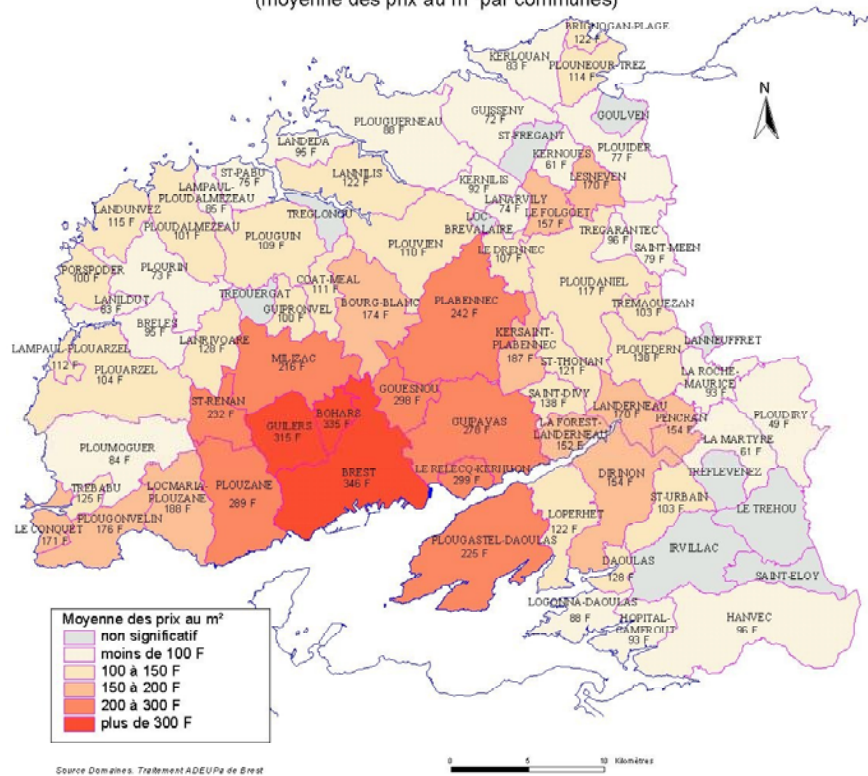 (moyenne des prix au m² par communes)
BRIGNOGAN-PLAGE
122 F
KERLOUAN
83 F
PLOUNEOUR-TREZ
114 F
N
GOULVEN
GUISSENY
72 F
PLOUGUERNEAU
88 F
ST-FREGANT
PLOUIDER
77 F
KERNOUES
61 F
LANDEDA
95 F
LANNILIS
122 F
ST-PABU
75 F
KERNILIS
92 F
LESNEVEN
170 F
LANARVILY
74 F
LE FOLGOET
157 F
LAMPAUL-
PLOUDALMEZEAU
85 F
LANDUNVEZ
115 F
PLOUDALMEZEAU
101 F
TREGLONOU
LOC-
BREVALAIRE
TREGARANTEC
96 F
SAINT-MEEN
79 F
PLOUGUIN
109 F
PLOUVIEN
110 F
LE DRENNEC
107 F
PORSPODER
100 F
PLOURIN
73 F
COAT-MEAL
111 F
PLOUDANIEL
117 F
LANILDUT
83 F
TREOUERGAT
GUIPRONVEL
100 F
BOURG-BLANC
174 F
PLABENNEC
242 F
TREMAOUEZAN
103 F
BRELES
95 F
LANRIVOARE
128 F
KERSAINT-
PLABENNEC
187 F
PLOUEDERN
138 F
LANNEUFFRET
LAMPAUL-PLOUARZEL
112 F
PLOUARZEL
104 F
MILIZAC
216 F
ST-THONAN
121 F
LA ROCHE-
MAURICE
93 F
ST-RENAN
232 F
GUILERS
315 F
BOHARS
335 F
GOUESNOU
298 F
GUIPAVAS
278 F
SAINT-DIVY
138 F
LANDERNEAU
170 F
PENCRAN
154 F
PLOUDIRY
49 F
LA FOREST-
LANDERNEAU
152 F
LA MARTYRE
61 F
PLOUMOGUER
84 F
BREST
346 F
LE RELECQ-KERHUON
299 F
DIRINON
154 F
TREFLEVENEZ
TREBABU
125 F
LOCMARIA-
PLOUZANE
188 F
PLOUZANE
289 F
ST-URBAIN
103 F
LE TREHOU
LE CONQUET
171 F
PLOUGONVELIN
176 F
LOPERHET
122 F
PLOUGASTEL-DAOULAS
225 F
IRVILLAC
DAOULAS
128 F
SAINT-ELOY
LOGONNA-DAOULAS
88 F
HOPITAL-
CAMFROUT
93 F
HANVEC
96 F
Moyenne des prix au m²
non significatif
moins de 100 F
100 à 150 F
150 à 200 F
200 à 300 F
plus de 300 F
Source Domaines. Traitement ADEUPa de Brest
0 5 10 Kilomètres